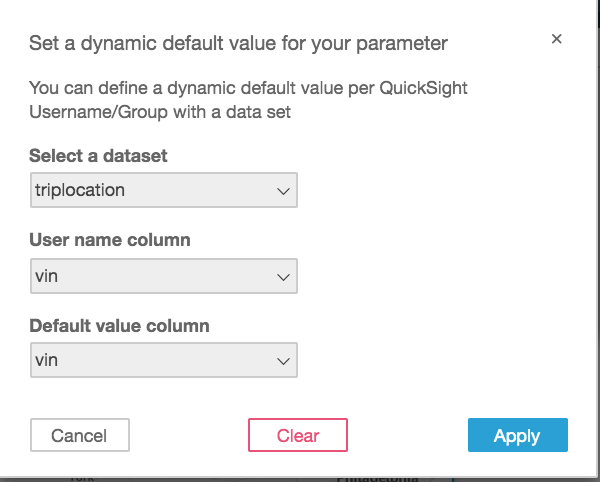 Set a dynamic default value for your parameter
You can define a dynamic default value per QuickSight
Username/Group with a data set
Select a dataset
triplocation
User name column
vin
Default value column
vin
Cancel
Clear
Apply